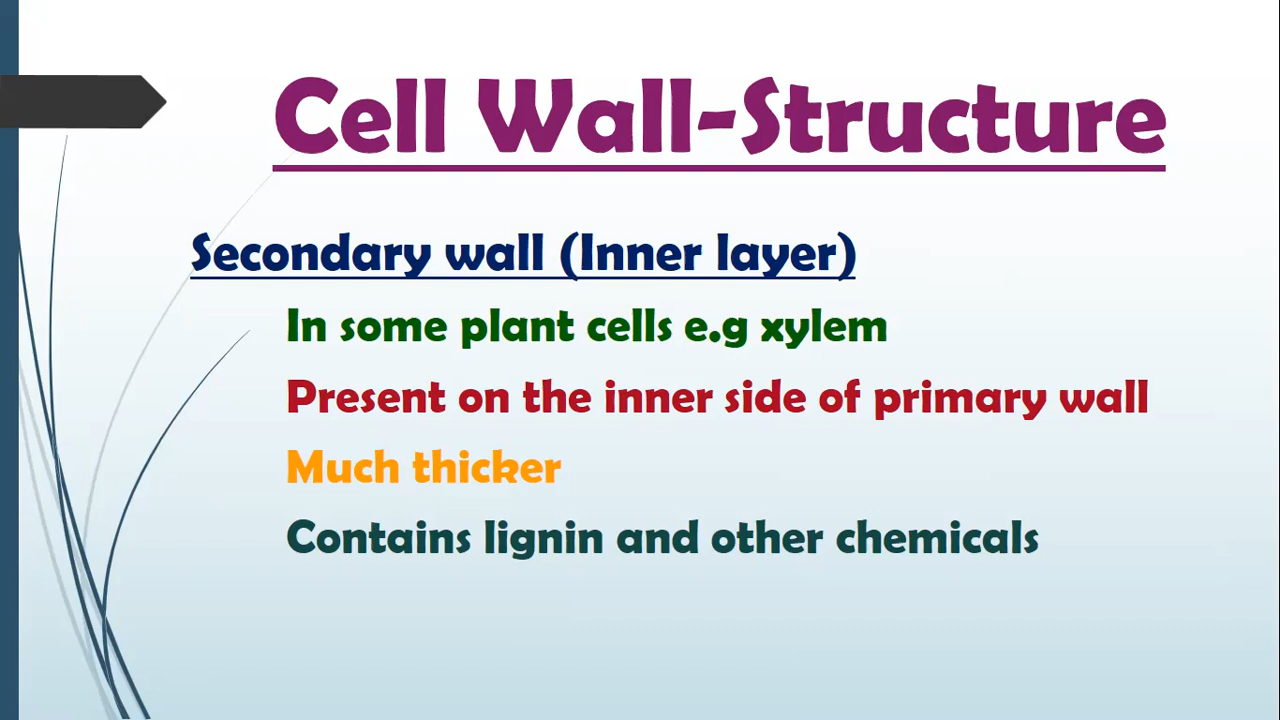 Cell Wall-Structure
Secondary wall (Inner layer)
In some plant cells e.g xylem
Present on the inner side of primary wall
Much thicker
Contains lignin and other chemicals